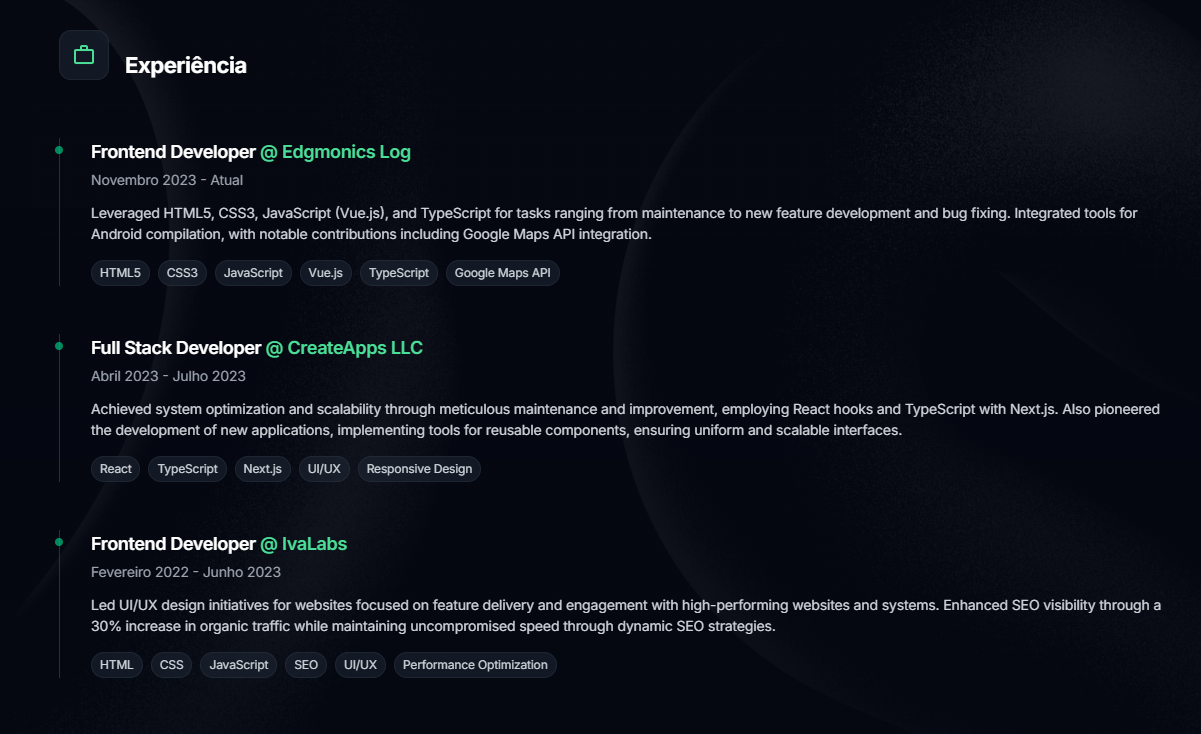 Experiência
Frontend Developer @ Edgmonics Log
Novembro 2023 - Atual
Leveraged HTML5, CSS3, JavaScript (Vue.js), and TypeScript for tasks ranging from maintenance to new feature development and bug fixing. Integrated tools for
Android compilation, with notable contributions including Google Maps API integration.
HTML5 CSS3 JavaScript Vue.js TypeScript Google Maps API
Full Stack Developer @ CreateApps LLC
Abril 2023 - Julho 2023
Achieved system optimization and scalability through meticulous maintenance and improvement, employing React hooks and TypeScript with Next.js. Also pioneered
the development of new applications, implementing tools for reusable components, ensuring uniform and scalable interfaces.
React TypeScript Next.js UI/UX Responsive Design
Frontend Developer @ IvaLabs
Fevereiro 2022 - Junho 2023
Led UI/UX design initiatives for websites focused on feature delivery and engagement with high-performing websites and systems. Enhanced SEO visibility through a
30% increase in organic traffic while maintaining uncompromised speed through dynamic SEO strategies.
HTML CSS JavaScript SEO UI/UX Performance Optimization